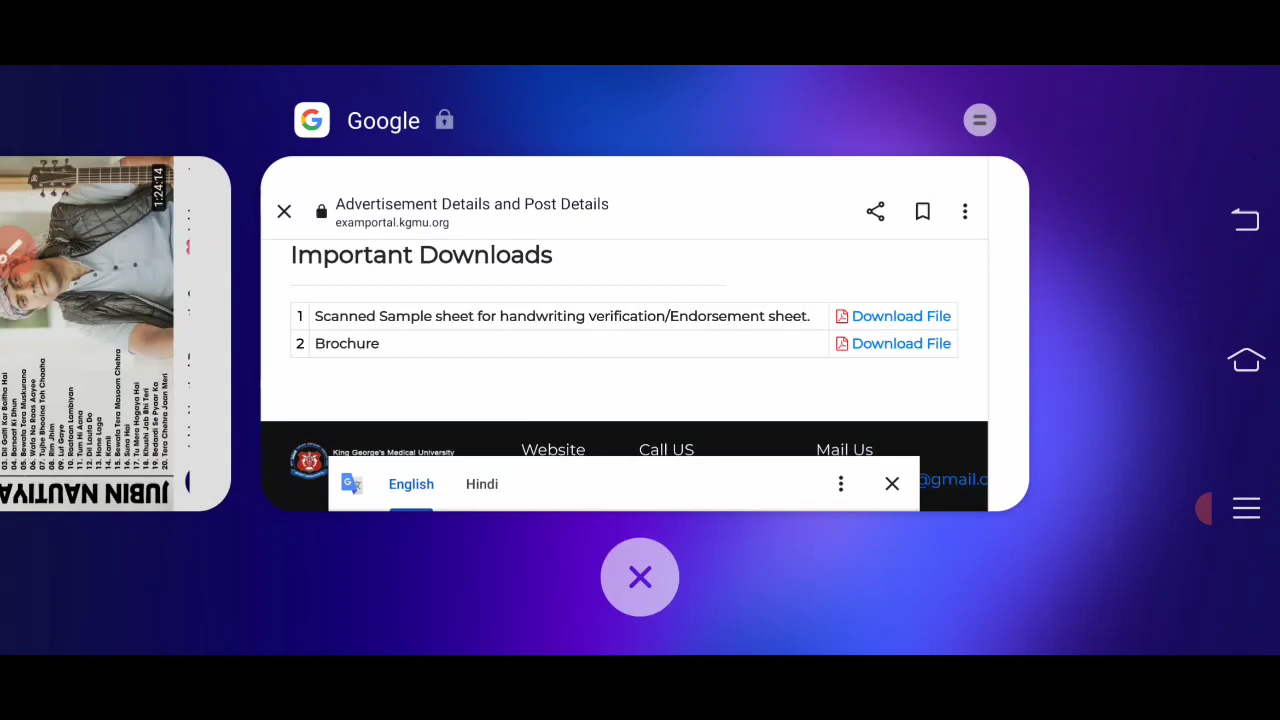 Google
Advertisement Details and Post Details
examportal.kgmu.org
Important Downloads
1 Scanned Sample sheet for handwriting verification/Endorsement sheet. Download File
2 Brochure Download File
King George's Medical University
Website Call US Mail Us
@gmail.c
English Hindi
1:24:14
JUBIN NAUTIYA
03. Dil Galti Kar Baitha Hai
04. Barsaat Ki Dhun
05. Bewafa Tera Muskurana
06. Wafa Na Raas Aayee
07. Tujhe Bhoolna Toh Chaaha
08. Rim Jhim
09. Lut Gaye
10. Raataan Lambiyan
11. Tum Hi Aana
12. Dil Lauta Do
13. Hone Laga
14. Kamli
15. Bewafa Tera Masoom Chehra
16. Suna Hai
17. Tu Mera Hogaya Hai
18. Khushi Jab Bhi Teri
19. Bedardi Se Pyaar Ka
20. Tera Chehra Jaan Meri